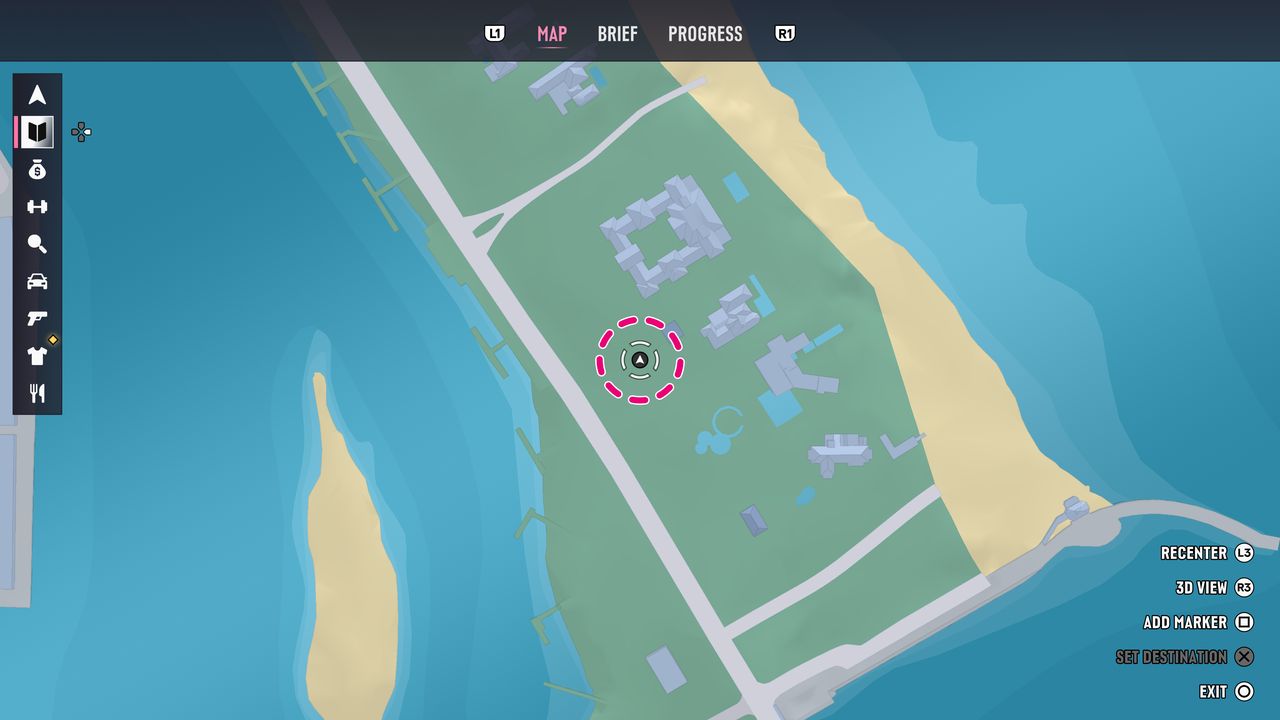 L1 MAP BRIEF PROGRESS R1
$
RECENTER L3
3D VIEW R3
ADD MARKER
SET DESTINATION
EXIT